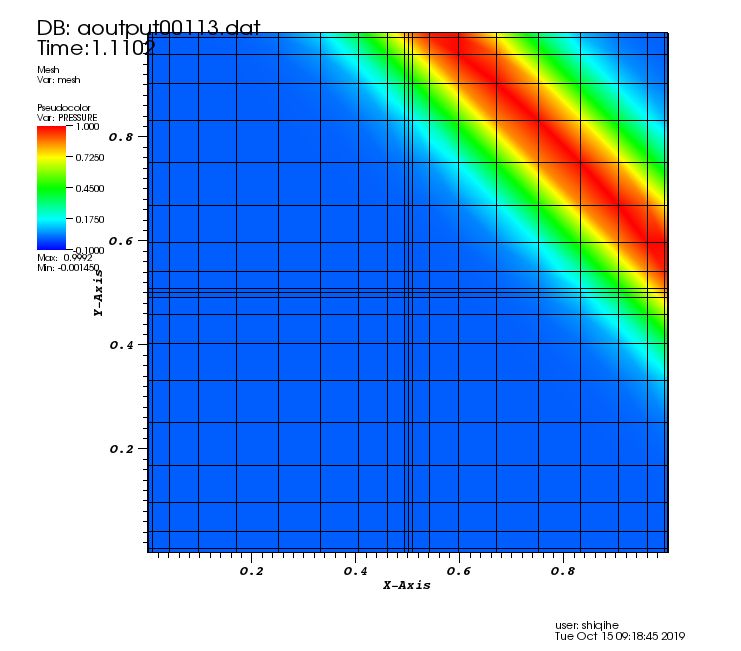 DB: aoutput00113.dat
Time:1.1102
Mesh
Var: mesh
Pseudocolor
Var: PRESSURE
1.000
0.7250
0.4500
0.1750
-0.1000
Max: 0.9992
Min: -0.001450
Y-Axis
0.8
0.6
0.4
0.2
0.2 0.4 0.6 0.8
X-Axis
user: shiqihe
Tue Oct 15 09:18:45 2019